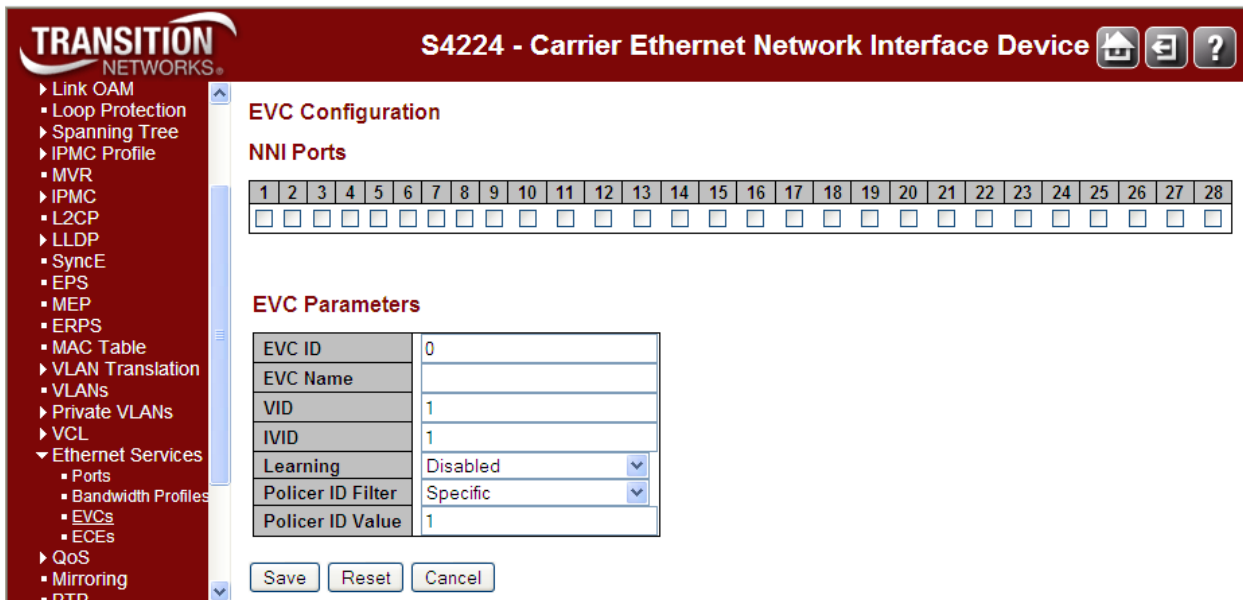 TRANSITION
NETWORKS®
S4224 - Carrier Ethernet Network Interface Device
?
Link OAM
Loop Protection
Spanning Tree
IPMC Profile
MVR
IPMC
L2CP
LLDP
SyncE
EPS
MEP
ERPS
MAC Table
VLAN Translation
VLANs
Private VLANs
VCL
Ethernet Services
Ports
Bandwidth Profiles
EVCs
ECEs
QoS
Mirroring
PTP
EVC Configuration
NNI Ports
1 2 3 4 5 6 7 8 9 10 11 12 13 14 15 16 17 18 19 20 21 22 23 24 25 26 27 28
EVC Parameters
EVC ID 0
EVC Name
VID 1
IVID 1
Learning Disabled
Policer ID Filter Specific
Policer ID Value 1
Save Reset Cancel